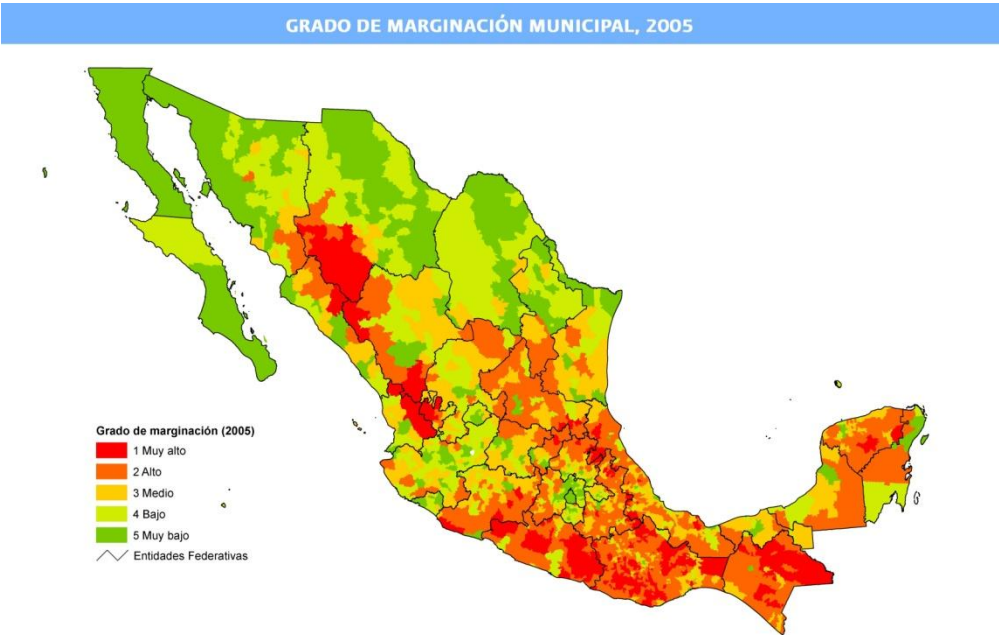 GRADO DE MARGINACIÓN MUNICIPAL, 2005
Grado de marginación (2005)
1 Muy alto
2 Alto
3 Medio
4 Bajo
5 Muy bajo
Entidades Federativas